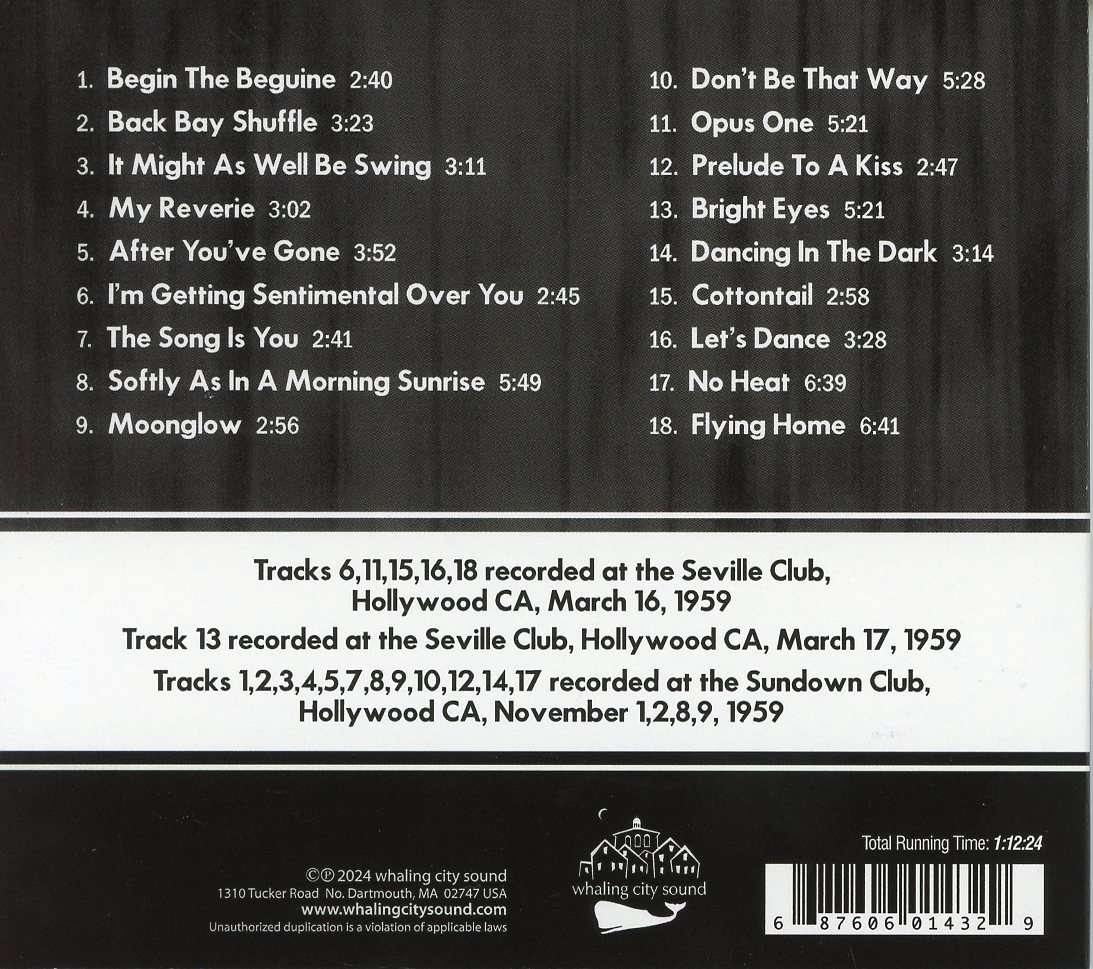 1. Begin The Beguine 2:40
2. Back Bay Shuffle 3:23
3. It Might As Well Be Swing 3:11
4. My Reverie 3:02
5. After You've Gone 3:52
6. I'm Getting Sentimental Over You 2:45
7. The Song Is You 2:41
8. Softly As In A Morning Sunrise 5:49
9. Moonglow 2:56
10. Don't Be That Way 5:28
11. Opus One 5:21
12. Prelude To A Kiss 2:47
13. Bright Eyes 5:21
14. Dancing In The Dark 3:14
15. Cottontail 2:58
16. Let's Dance 3:28
17. No Heat 6:39
18. Flying Home 6:41
Tracks 6,11,15,16,18 recorded at the Seville Club,
Hollywood CA, March 16, 1959
Track 13 recorded at the Seville Club, Hollywood CA, March 17, 1959
Tracks 1,2,3,4,5,7,8,9,10,12,14,17 recorded at the Sundown Club,
Hollywood CA, November 1,2,8,9, 1959
©℗ 2024 whaling city sound
1310 Tucker Road No. Dartmouth, MA 02747 USA
www.whalingcitysound.com
Unauthorized duplication is a violation of applicable laws
whaling city sound
Total Running Time: 1:12:24
6 87606 01432 9